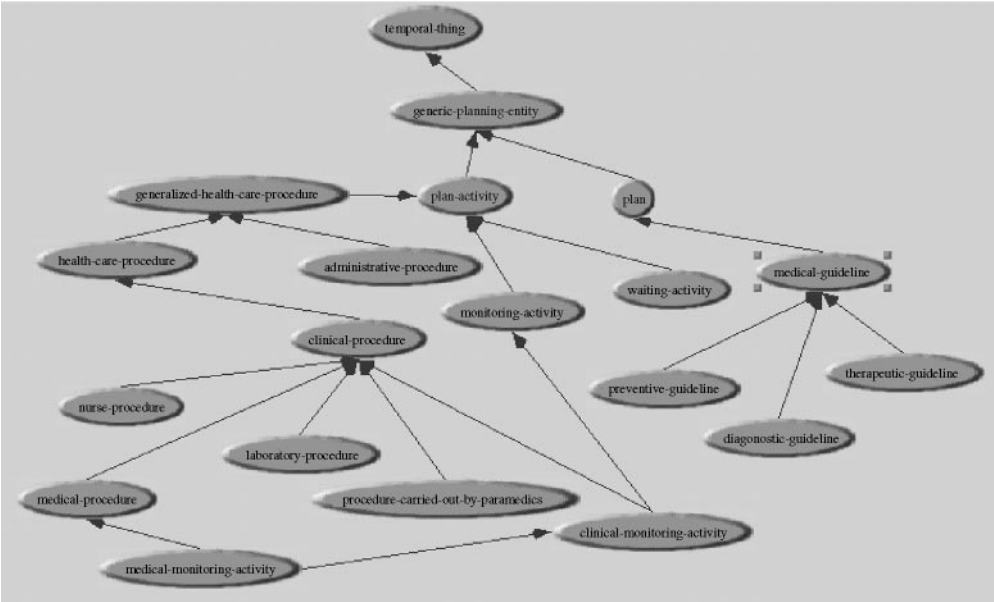 temporal-thing
generic-planning-entity
generalized-health-care-procedure
plan-activity
plan
health-care-procedure
administrative-procedure
medical-guideline
waiting-activity
monitoring-activity
clinical-procedure
therapeutic-guideline
preventive-guideline
nurse-procedure
diagonostic-guideline
laboratory-procedure
medical-procedure
procedure-carried-out-by-paramedics
clinical-monitoring-activity
medical-monitoring-activity